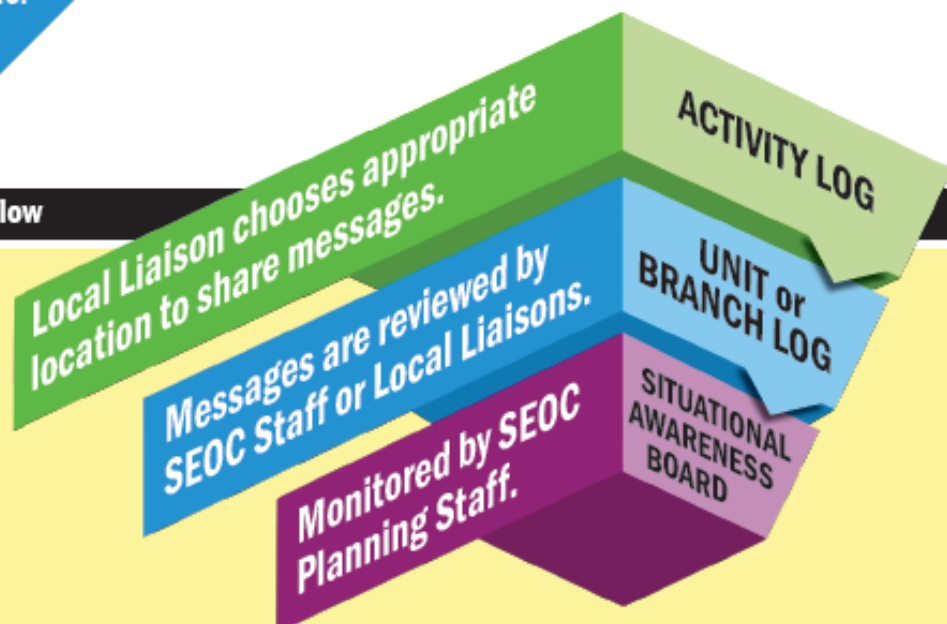 Local Liaison chooses appropriate
location to share messages.
ACTIVITY LOG
low
Messages are reviewed by
SEOC Staff or Local Liaisons.
UNIT or
BRANCH LOG
Monitored by SEOC
Planning Staff.
SITUATIONAL
AWARENESS
BOARD